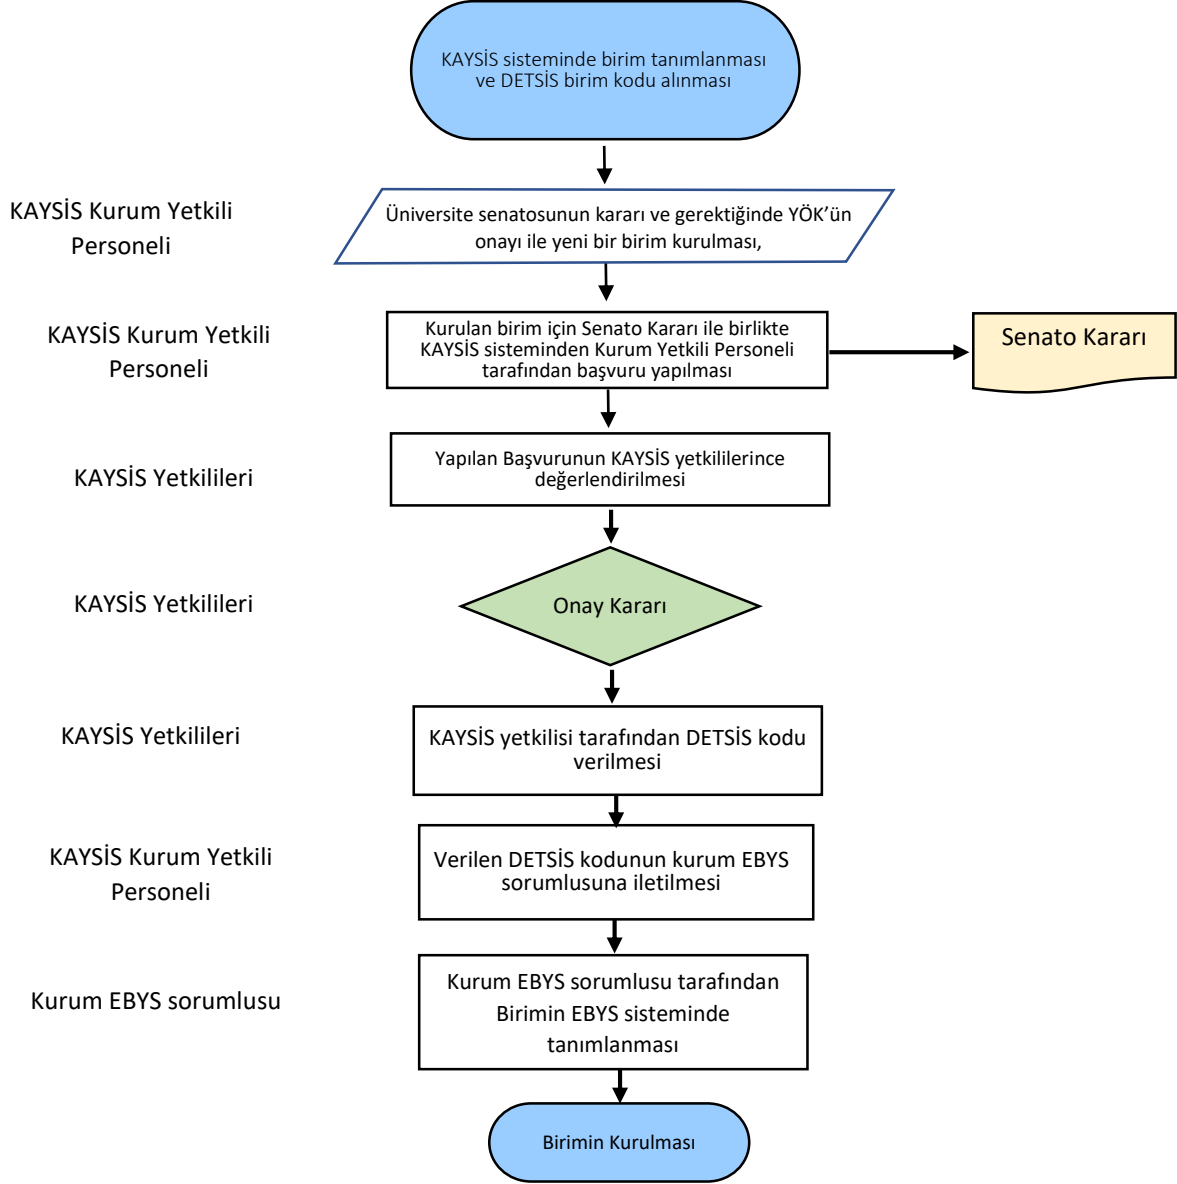 KAYSİS sisteminde birim tanımlanması
ve DETSİS birim kodu alınması
KAYSİS Kurum Yetkili
Personeli
Üniversite senatosunun kararı ve gerektiğinde YÖK’ün
onayı ile yeni bir birim kurulması,
KAYSİS Kurum Yetkili
Personeli
Kurulan birim için Senato Kararı ile birlikte
KAYSİS sisteminden Kurum Yetkili Personeli
tarafından başvuru yapılması
Senato Kararı
KAYSİS Yetkilileri
Yapılan Başvurunun KAYSİS yetkililerince
değerlendirilmesi
KAYSİS Yetkilileri
Onay Kararı
KAYSİS Yetkilileri
KAYSİS yetkilisi tarafından DETSİS kodu
verilmesi
KAYSİS Kurum Yetkili
Personeli
Verilen DETSİS kodunun kurum EBYS
sorumlusuna iletilmesi
Kurum EBYS sorumlusu
Kurum EBYS sorumlusu tarafından
Birimin EBYS sisteminde
tanımlanması
Birimin Kurulması